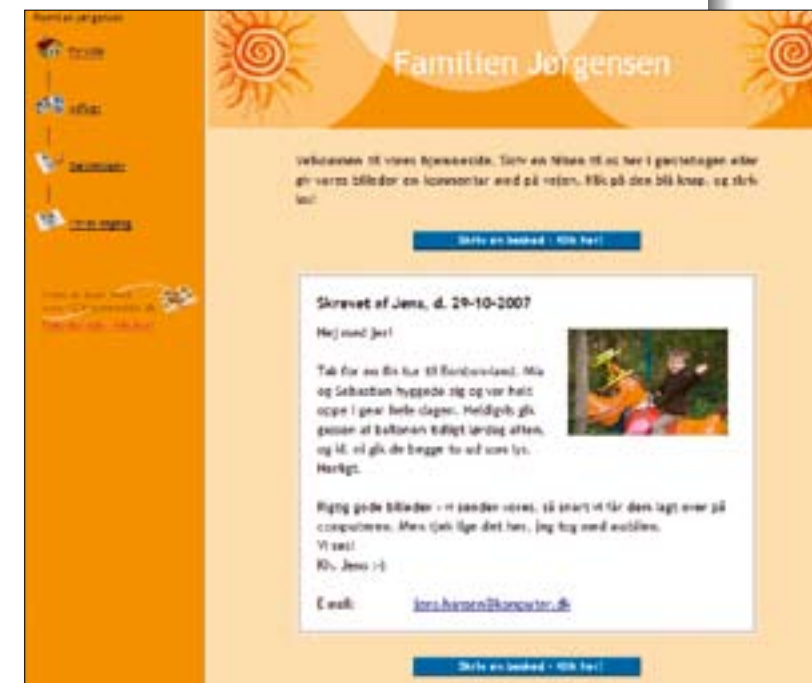 Familien Jørgensen
Forside
Velkommen til vores hjemmeside. Skriv en hilsen til os her i gæstebogen eller
giv vores billeder en kommentar med på vejen. Klik på den blå knap, og skriv
løs!
Skriv en besked - Klik her!
Skrevet af Jens, d. 29-10-2007
Hej med jer!
Tak for en fin tur til Bonbon-land. Mia
og Sebastian hyggede sig og var helt
oppe i gear hele dagen. Heldigvis gik
gassen af ballonen tidligt lørdag aften,
og kl. gik de begge to ud som lys.
Herligt.
Rigtig gode billeder - vi sender vores, så snart vi får dem lagt over på
computeren. Men tjek lige det her, jeg tog med mobilen.
Vi ses!
Kh. Jens :-)
E-mail: jens.hansen@komputer.dk
Skriv en besked - Klik her!